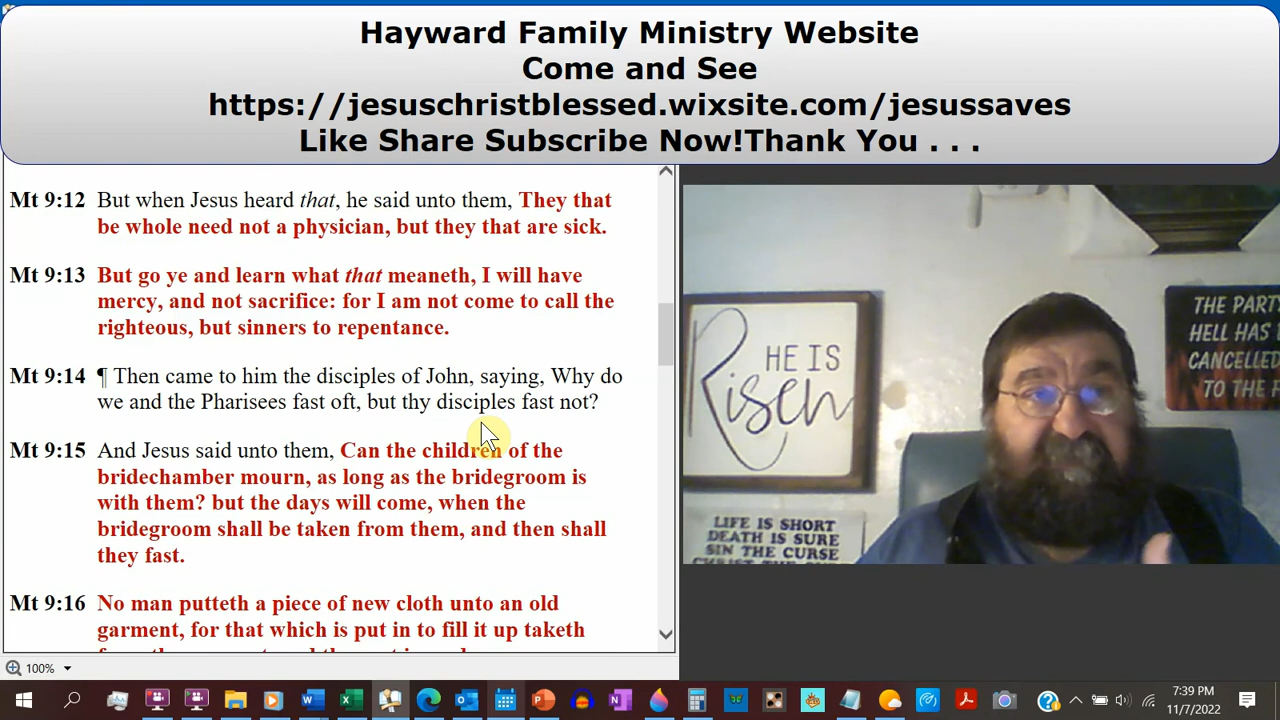 Hayward Family Ministry Website
Come and See
https://jesuschristblessed.wixsite.com/jesussaves
Like Share Subscribe Now!Thank You . . .
Mt 9:12 But when Jesus heard that, he said unto them, They that
be whole need not a physician, but they that are sick.
Mt 9:13 But go ye and learn what that meaneth, I will have
mercy, and not sacrifice: for I am not come to call the
righteous, but sinners to repentance.
Mt 9:14 ¶ Then came to him the disciples of John, saying, Why do
we and the Pharisees fast oft, but thy disciples fast not?
Mt 9:15 And Jesus said unto them, Can the children of the
bridechamber mourn, as long as the bridegroom is
with them? but the days will come, when the
bridegroom shall be taken from them, and then shall
they fast.
Mt 9:16 No man putteth a piece of new cloth unto an old
garment, for that which is put in to fill it up taketh
100%
HE IS
Risen
THE PART
HELL HAS
CANCELLED
TO THE F
LIFE IS SHORT
DEATH IS SURE
SIN THE CURSE
7:39 PM
11/7/2022